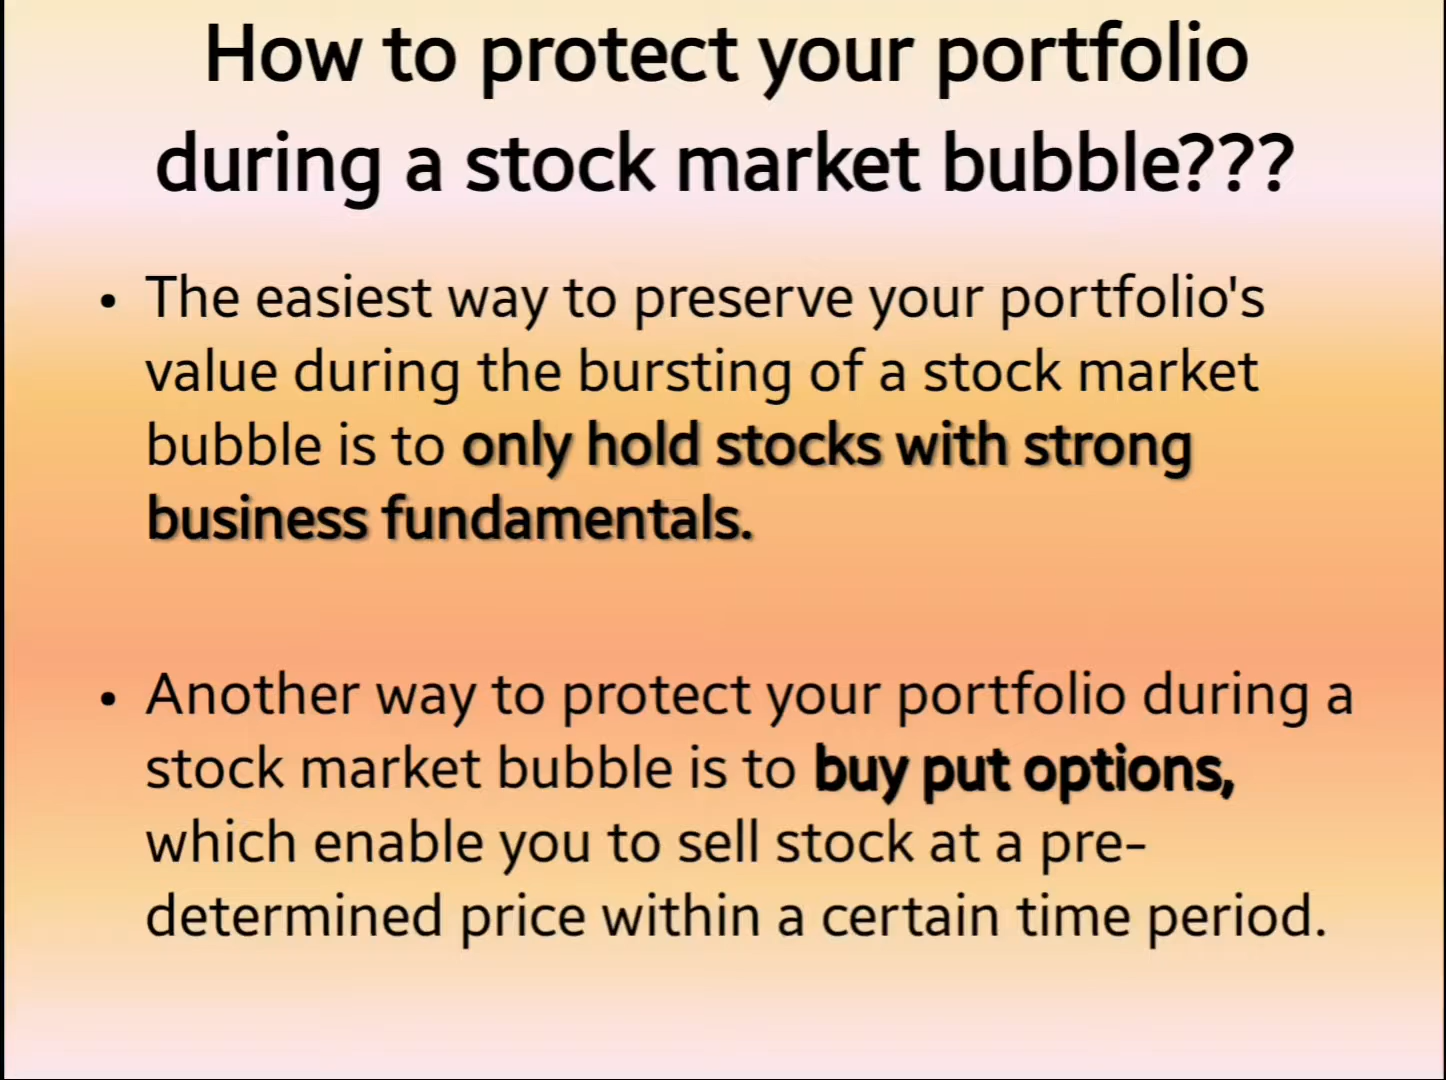 How to protect your portfolio
during a stock market bubble???
• The easiest way to preserve your portfolio's
value during the bursting of a stock market
bubble is to only hold stocks with strong
business fundamentals.
• Another way to protect your portfolio during a
stock market bubble is to buy put options,
which enable you to sell stock at a pre-
determined price within a certain time period.